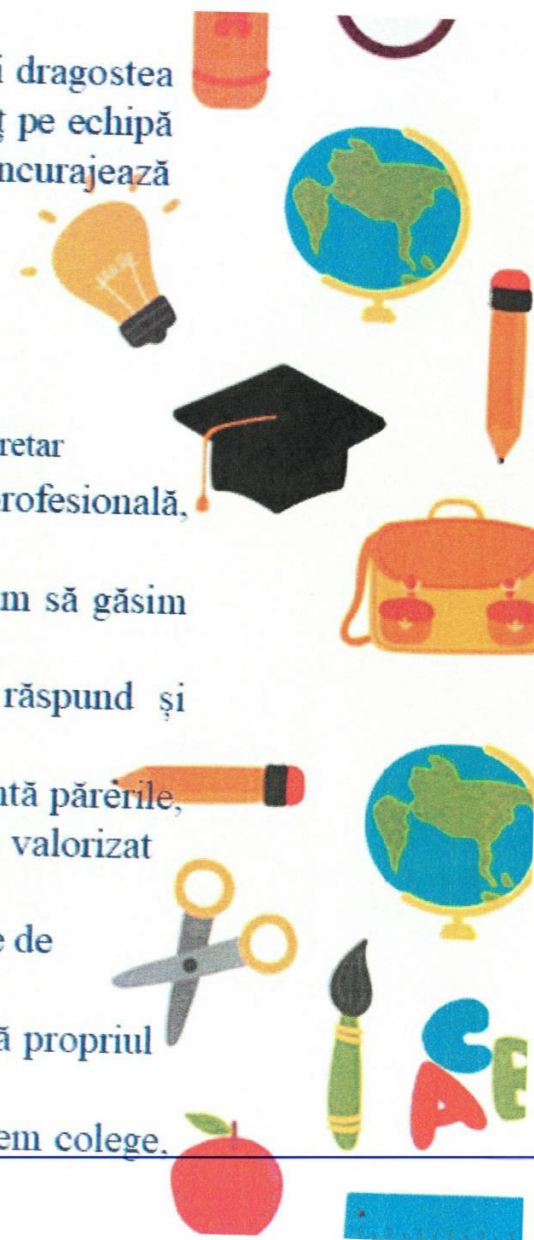 i dragostea
ț pe echipă
ncurajează
retar
rofesională,
m să găsim
răspund și
ntă părerile,
valorizat
e de
ă propriul
em colege,
C
A E